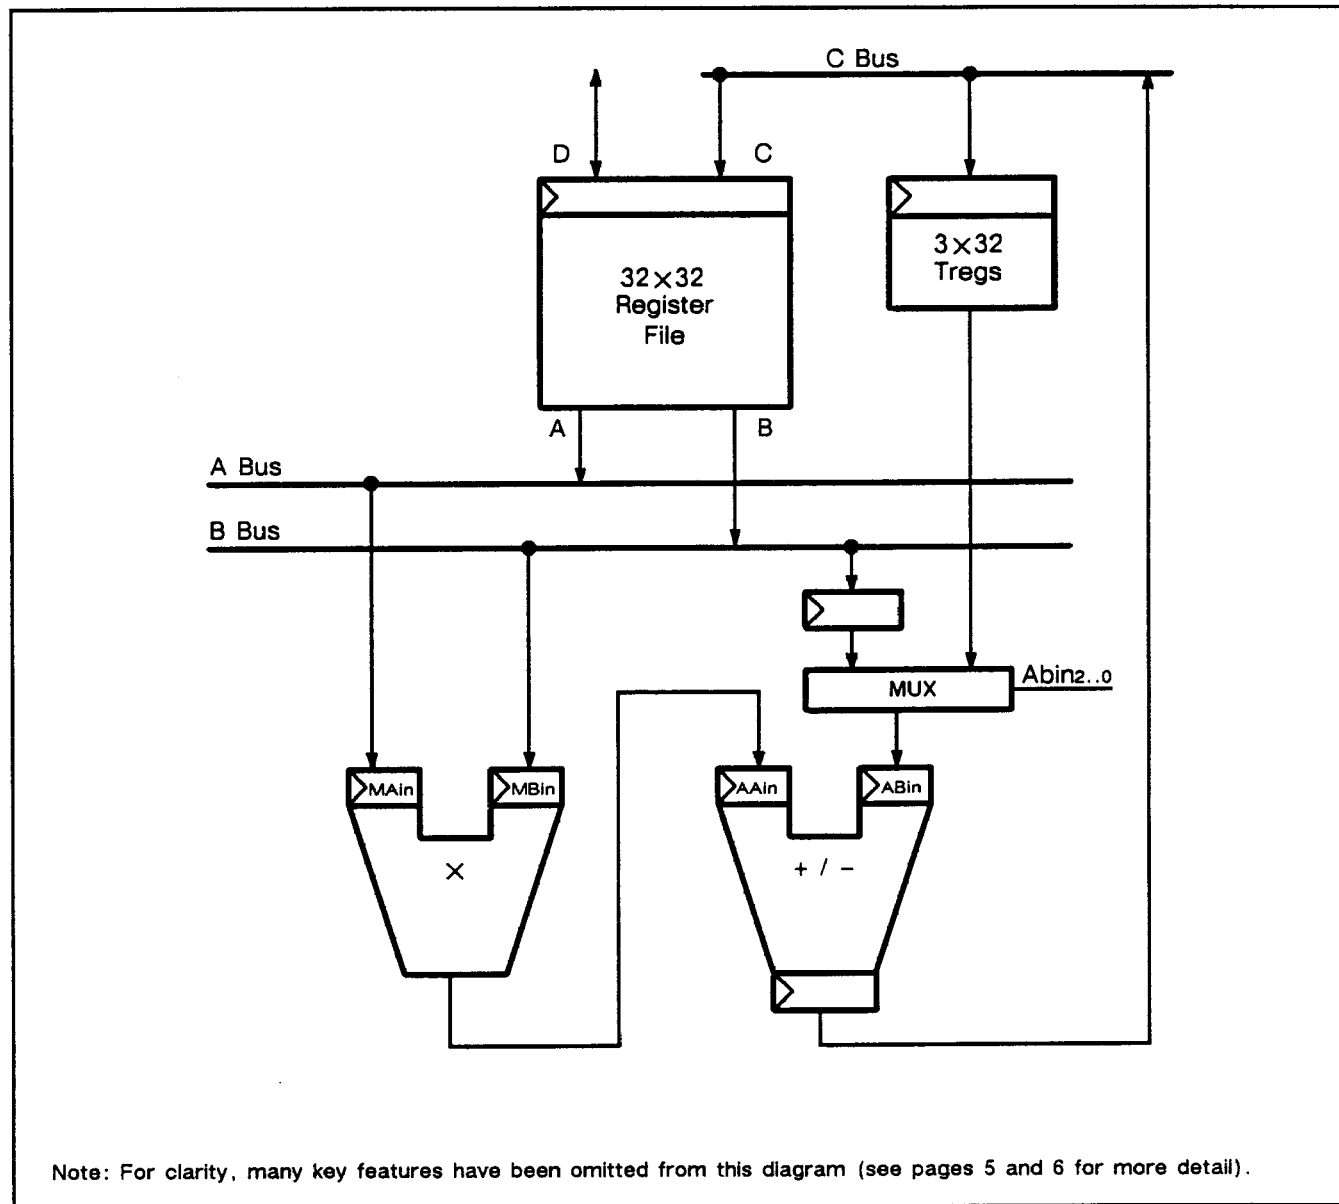 C Bus
D
C
32×32
Register
File
3×32
Tregs
A
B
A Bus
B Bus
MUX
Abin2..0
MAin
MBin
AAin
ABin
×
+ / -
Note: For clarity, many key features have been omitted from this diagram (see pages 5 and 6 for more detail).